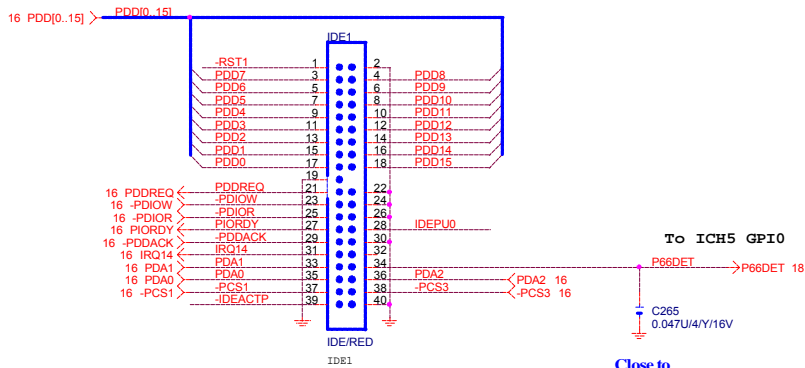 16 PDD[0..15] PDD[0..15]
IDE1
-RST1 1 2
PDD7 3 4 PDD8
PDD6 5 6 PDD9
PDD5 7 8 PDD10
PDD4 9 10 PDD11
PDD3 11 12 PDD12
PDD2 13 14 PDD13
PDD1 15 16 PDD14
PDD0 17 18 PDD15
19
16 PDDREQ PDDREQ 21 22
16 -PDIOW -PDIOW 23 24
16 -PDIOR -PDIOR 25 26
16 PIORDY PIORDY 27 28 IDEPU0
16 -PDDACK -PDDACK 29 30
16 IRQ14 IRQ14 31 32
To ICH5 GPI0
16 PDA1 PDA1 33 34 P66DET P66DET 18
16 PDA0 PDA0 35 36 PDA2 PDA2 16
16 -PCS1 -PCS1 37 38 -PCS3 -PCS3 16
-IDEACTP 39 40
C265
0.047U/4/Y/16V
IDE/RED
IDE1
Close to